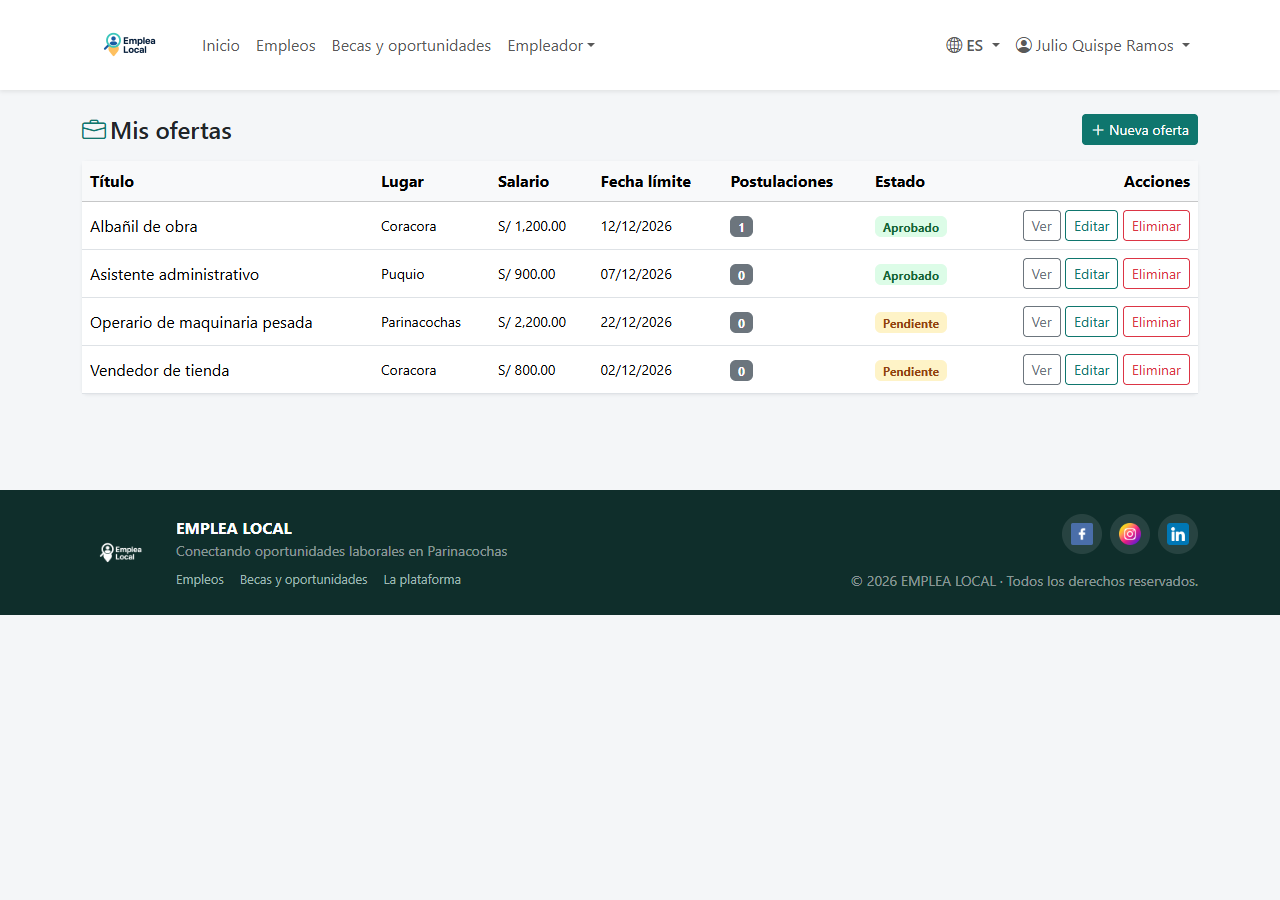 Emplea Local
Inicio Empleos Becas y oportunidades Empleador ES Julio Quispe Ramos
Mis ofertas
+ Nueva oferta
Título Lugar Salario Fecha límite Postulaciones Estado Acciones
Albañil de obra Coracora S/ 1,200.00 12/12/2026 1 Aprobado Ver Editar Eliminar
Asistente administrativo Puquio S/ 900.00 07/12/2026 0 Aprobado Ver Editar Eliminar
Operario de maquinaria pesada Parinacochas S/ 2,200.00 22/12/2026 0 Pendiente Ver Editar Eliminar
Vendedor de tienda Coracora S/ 800.00 02/12/2026 0 Pendiente Ver Editar Eliminar
Emplea Local
EMPLEA LOCAL
Conectando oportunidades laborales en Parinacochas
Empleos Becas y oportunidades La plataforma
© 2026 EMPLEA LOCAL · Todos los derechos reservados.